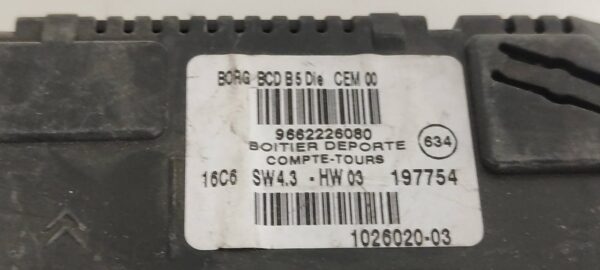 BORG BCD B5 Die CEM 00
9662226080
BOITIER DEPORTE
COMPTE-TOURS
634
16C6 SW4.3 - HW 03 197754
1026020-03